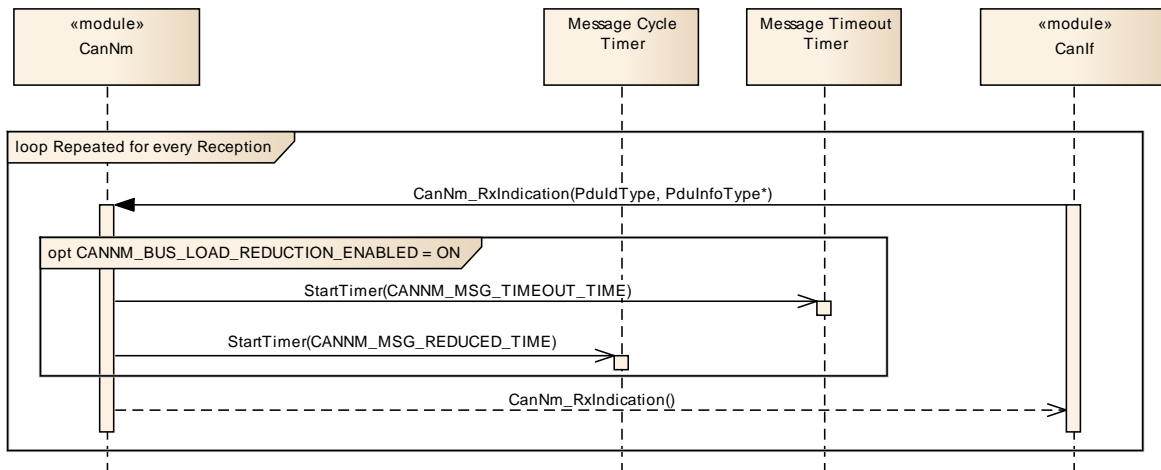 «module»
CanNm
Message Cycle
Timer
Message Timeout
Timer
«module»
CanIf
loop Repeated for every Reception
CanNm_RxIndication(PduIdType, PduInfoType*)
opt CANNM_BUS_LOAD_REDUCTION_ENABLED = ON
StartTimer(CANNM_MSG_TIMEOUT_TIME)
StartTimer(CANNM_MSG_REDUCED_TIME)
CanNm_RxIndication()